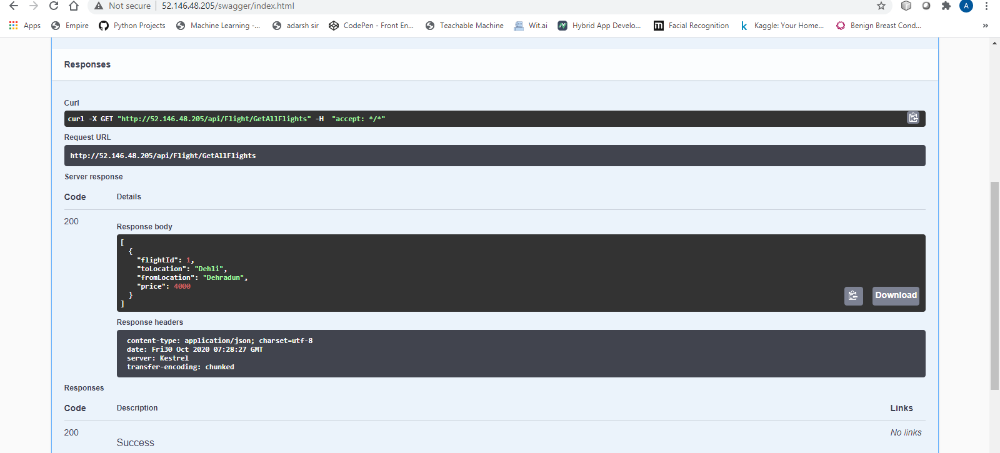 Not secure | 52.146.48.205/swagger/index.html A
Apps Empire Python Projects Machine Learning -... adarsh sir CodePen - Front En... Teachable Machine Wit.ai Hybrid App Develo... Facial Recognition Kaggle: Your Home... Benign Breast Cond... »
Responses
Curl
curl -X GET "http://52.146.48.205/api/Flight/GetAllFlights" -H  "accept: */*"
Request URL
http://52.146.48.205/api/Flight/GetAllFlights
Server response
Code Details
200
Response body
[
  {
    "flightId": 1,
    "toLocation": "Dehli",
    "fromLocation": "Dehradun",
    "price": 4000
  }
]
Download
Response headers
content-type: application/json; charset=utf-8
date: Fri30 Oct 2020 07:28:27 GMT
server: Kestrel
transfer-encoding: chunked
Responses
Code Description Links
200 No links
Success